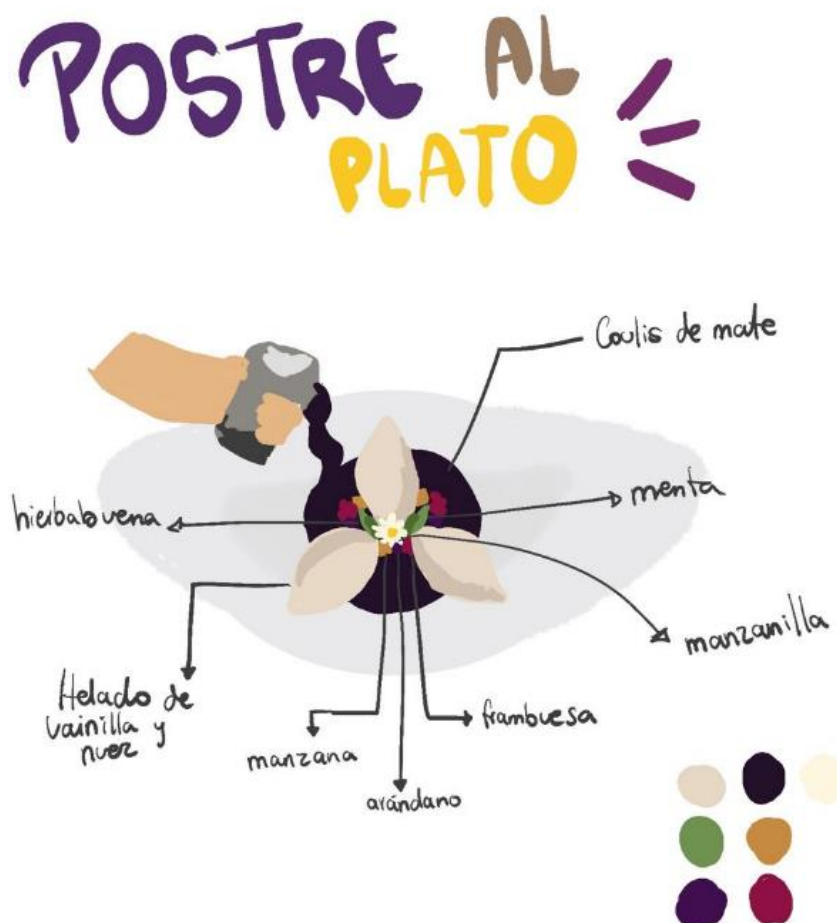 POSTRE AL
PLATO
Coulis de mate
menta
hierbabuena
manzanilla
Helado de
vainilla y
nuez
frambuesa
manzana
arándano